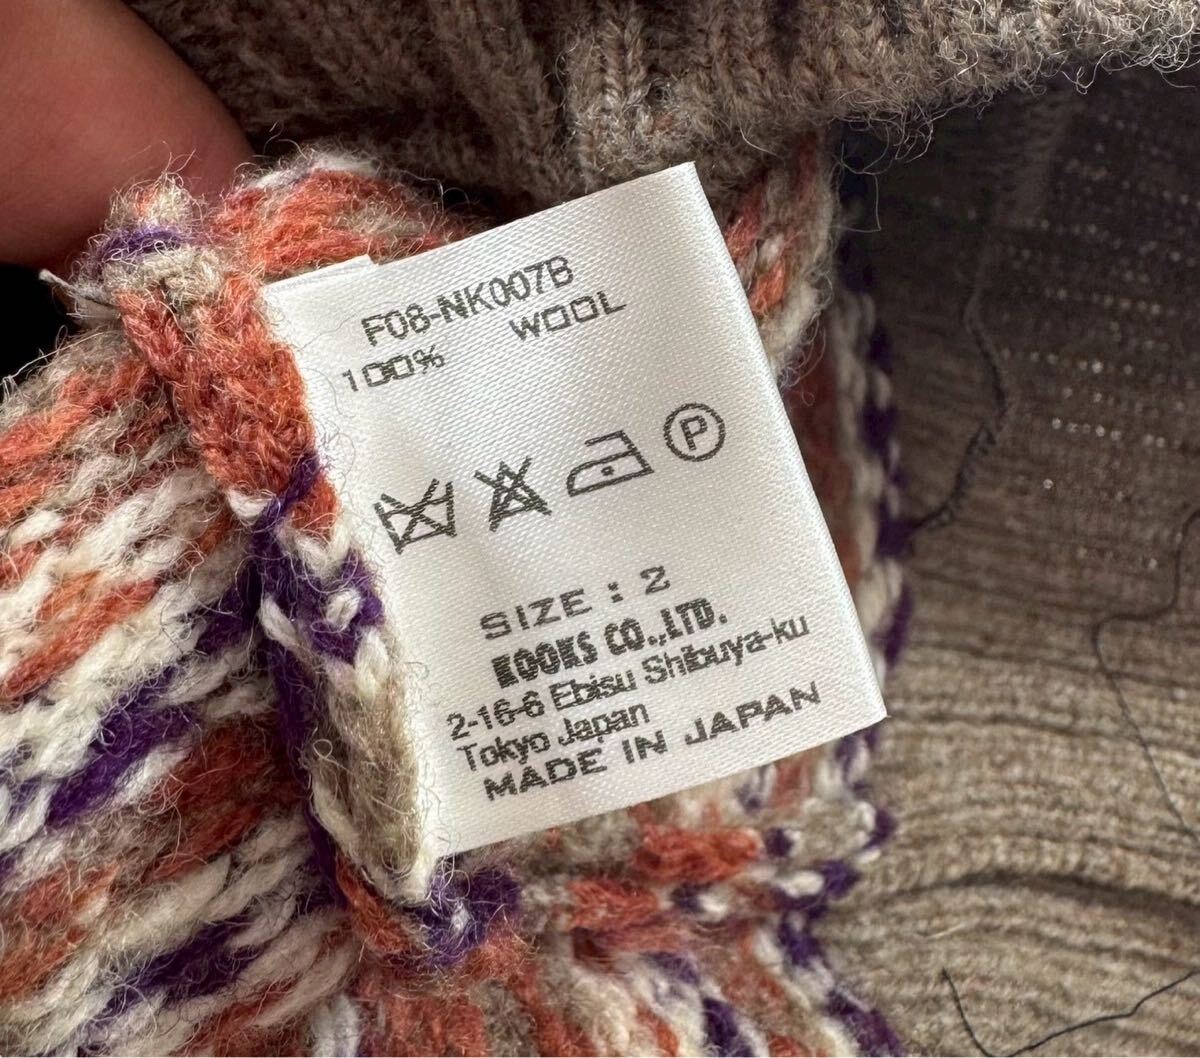 F08-NK007B
100% WOOL
P
SIZE : 2
KOOKS CO.,LTD.
2-16-6 Ebisu Shibuya-ku
Tokyo Japan
MADE IN JAPAN